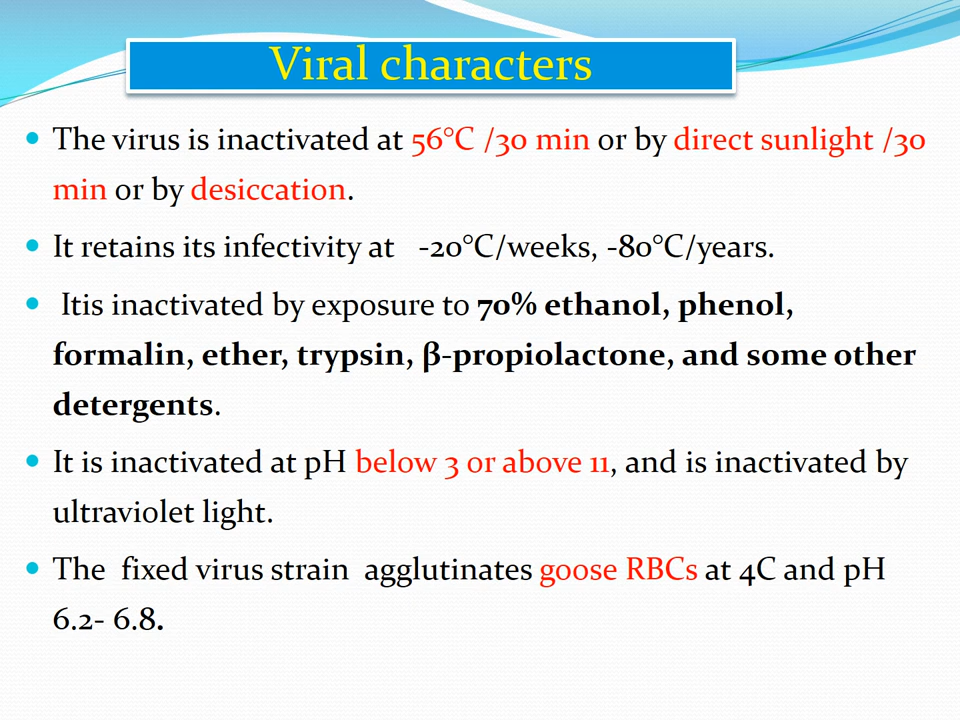 Viral characters
• The virus is inactivated at 56°C /30 min or by direct sunlight /30
min or by desiccation.
• It retains its infectivity at -20°C/weeks, -80°C/years.
• Itis inactivated by exposure to 70% ethanol, phenol,
formalin, ether, trypsin, β-propiolactone, and some other
detergents.
• It is inactivated at pH below 3 or above 11, and is inactivated by
ultraviolet light.
• The fixed virus strain agglutinates goose RBCs at 4C and pH
6.2- 6.8.